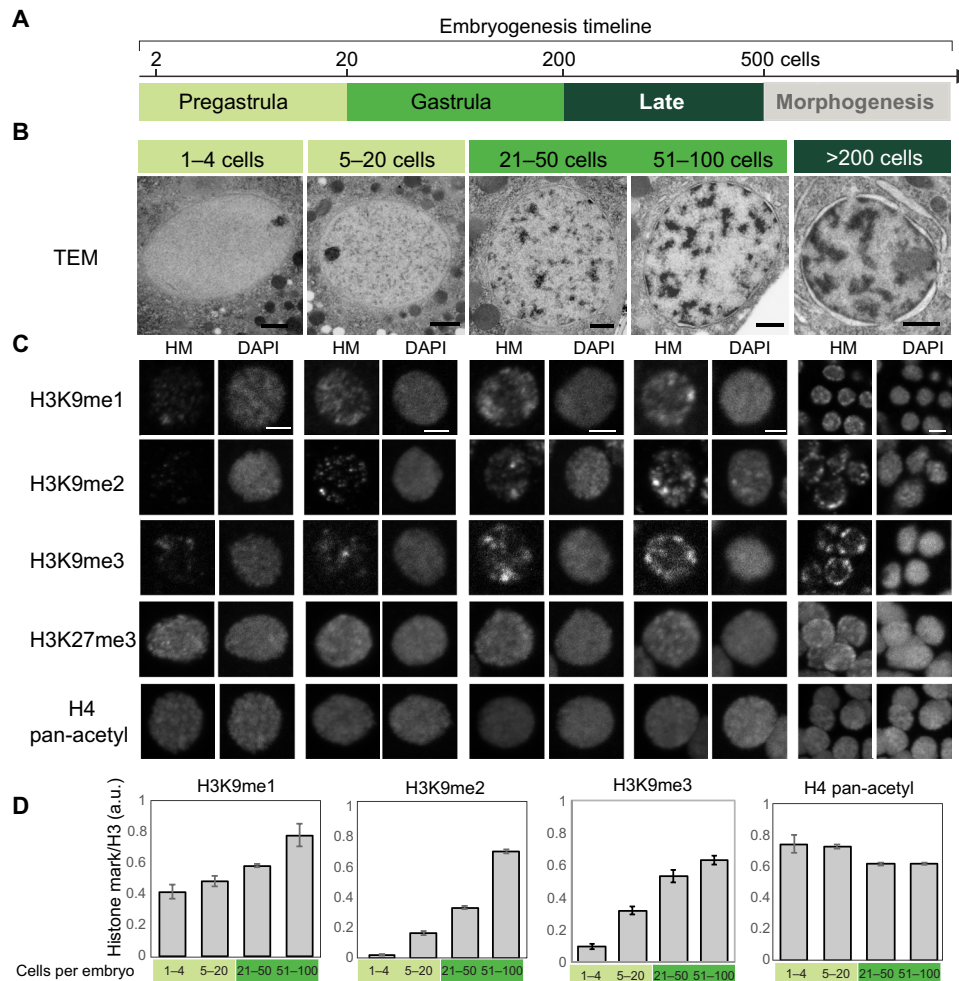 A
Embryogenesis timeline
2 20 200 500 cells
Pregastrula Gastrula Late Morphogenesis
B
1–4 cells 5–20 cells 21–50 cells 51–100 cells >200 cells
TEM
C
HM DAPI HM DAPI HM DAPI HM DAPI HM DAPI
H3K9me1
H3K9me2
H3K9me3
H3K27me3
H4
pan-acetyl
D
H3K9me1 H3K9me2 H3K9me3 H4 pan-acetyl
Histone mark/H3 (a.u.)
1 1 1 1
0.8 0.8 0.8 0.8
0.6 0.6 0.6 0.6
0.4 0.4 0.4 0.4
0.2 0.2 0.2 0.2
0 0 0 0
Cells per embryo 1–4 5–20 21–50 51–100 1–4 5–20 21–50 51–100 1–4 5–20 21–50 51–100 1–4 5–20 21–50 51–100